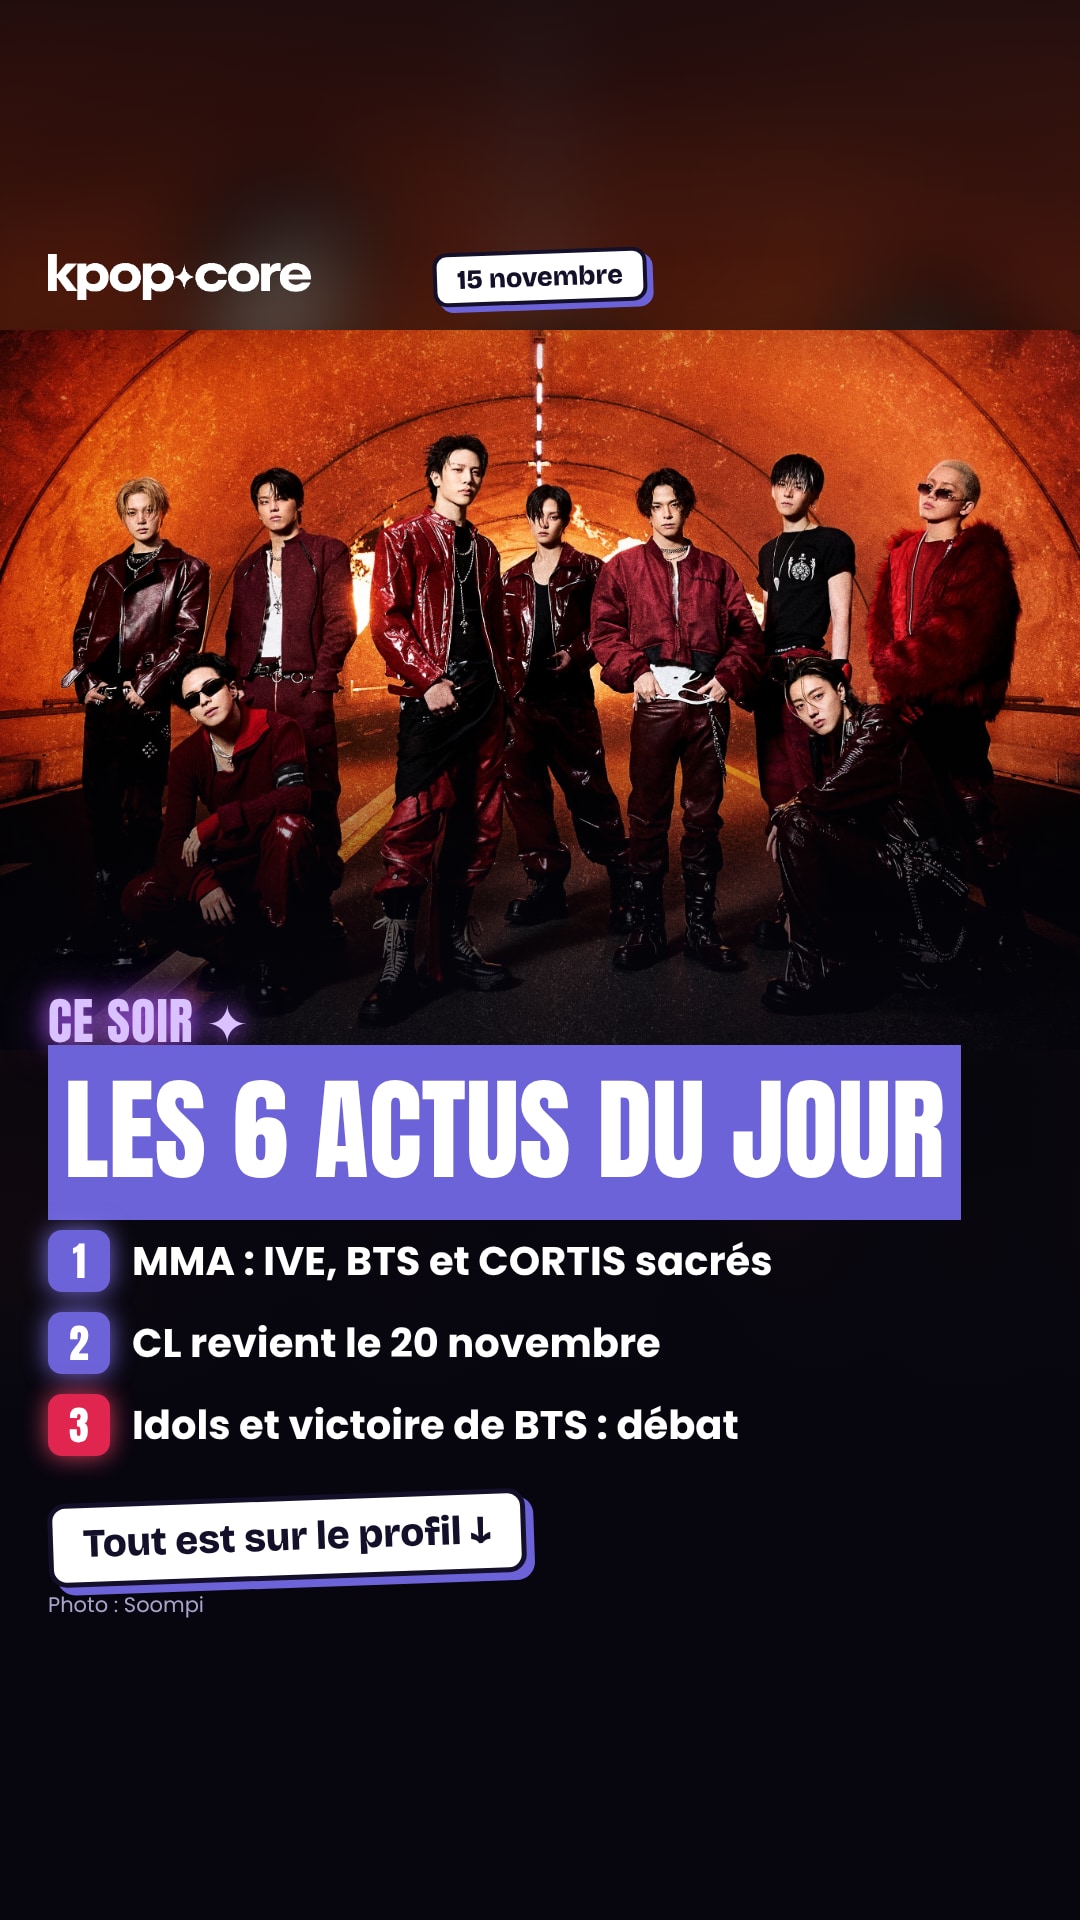 kpop✦core
15 novembre
CE SOIR ✦
LES 6 ACTUS DU JOUR
1 MMA : IVE, BTS et CORTIS sacrés
2 CL revient le 20 novembre
3 Idols et victoire de BTS : débat
Tout est sur le profil ↓
Photo : Soompi